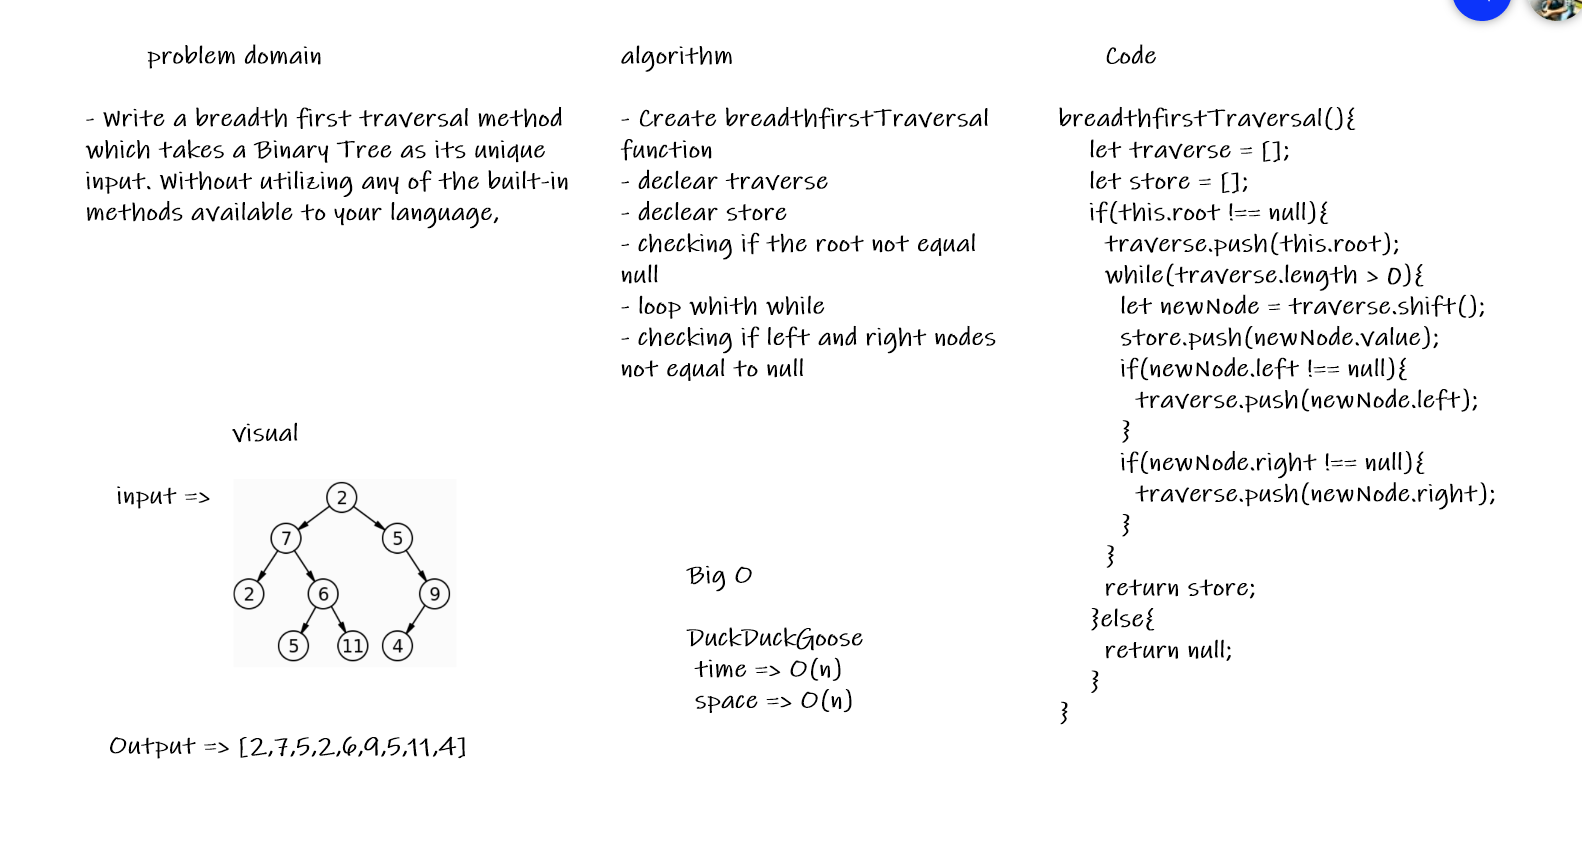 problem domain
- Write a breadth first traversal method
which takes a Binary Tree as its unique
input. Without utilizing any of the built-in
methods available to your language,
visual
input =>
2
7 5
2 6 9
5 11 4
Output => [2,7,5,2,6,9,5,11,4]
algorithm
- Create breadthfirstTraversal
function
- declear traverse
- declear store
- checking if the root not equal
null
- loop whith while
- checking if left and right nodes
not equal to null
Big O
DuckDuckGoose
time => O(n)
space => O(n)
Code
breadthfirstTraversal(){
let traverse = [];
let store = [];
if(this.root !== null){
traverse.push(this.root);
while(traverse.length > 0){
let newNode = traverse.shift();
store.push(newNode.value);
if(newNode.left !== null){
traverse.push(newNode.left);
}
if(newNode.right !== null){
traverse.push(newNode.right);
}
}
return store;
}else{
return null;
}
}